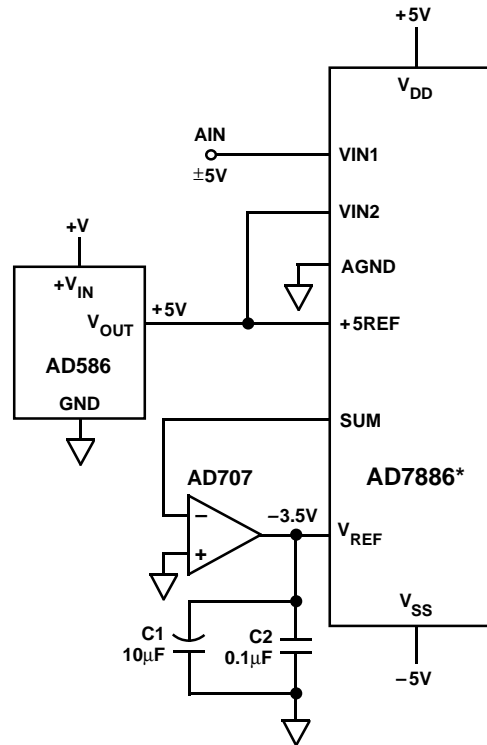 +5V
V_DD
AIN
±5V
VIN1
VIN2
+V
AGND
+V_IN
+5V
V_OUT
+5REF
AD586
GND
SUM
AD707
AD7886*
–
+
–3.5V
V_REF
C1
10μF
C2
0.1μF
V_SS
–5V